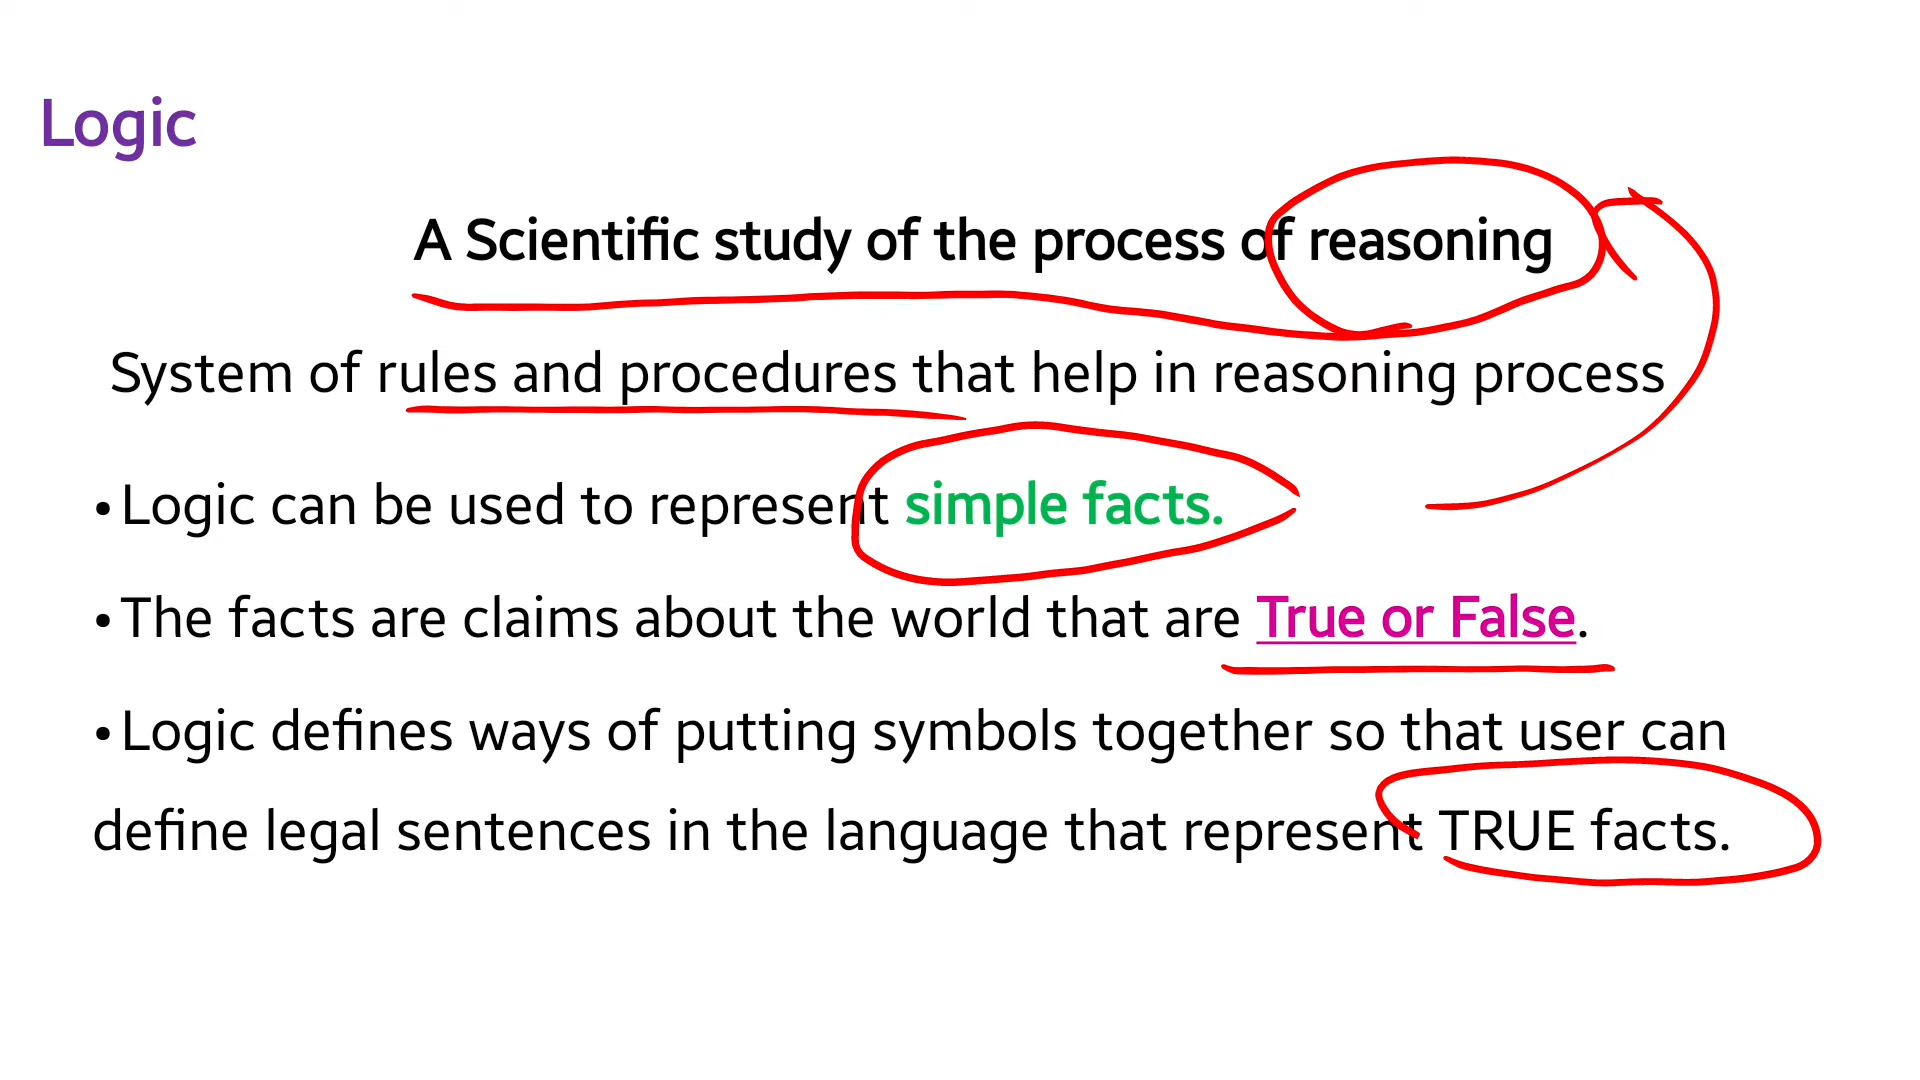 Logic
A Scientific study of the process of reasoning
System of rules and procedures that help in reasoning process
• Logic can be used to represent simple facts.
• The facts are claims about the world that are True or False.
• Logic defines ways of putting symbols together so that user can
define legal sentences in the language that represent TRUE facts.